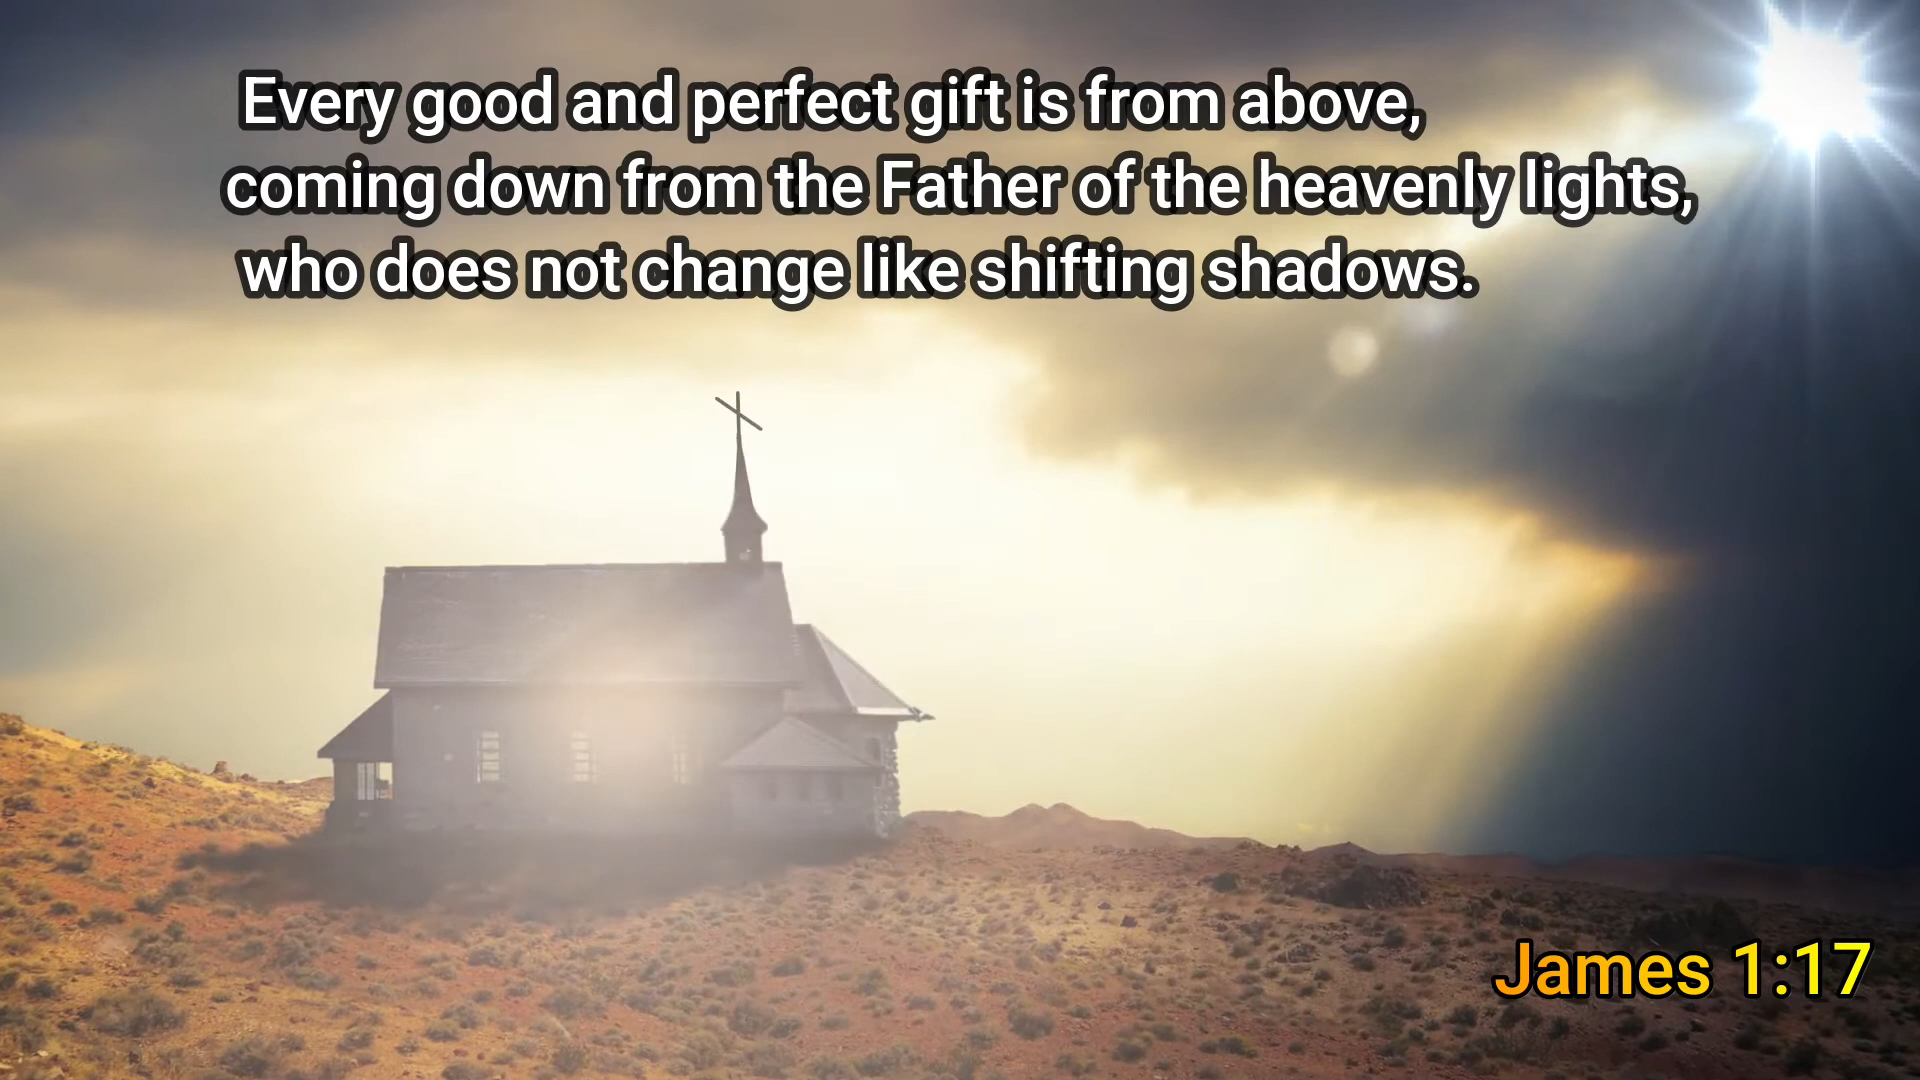 Every good and perfect gift is from above,
coming down from the Father of the heavenly lights,
who does not change like shifting shadows.
James 1:17